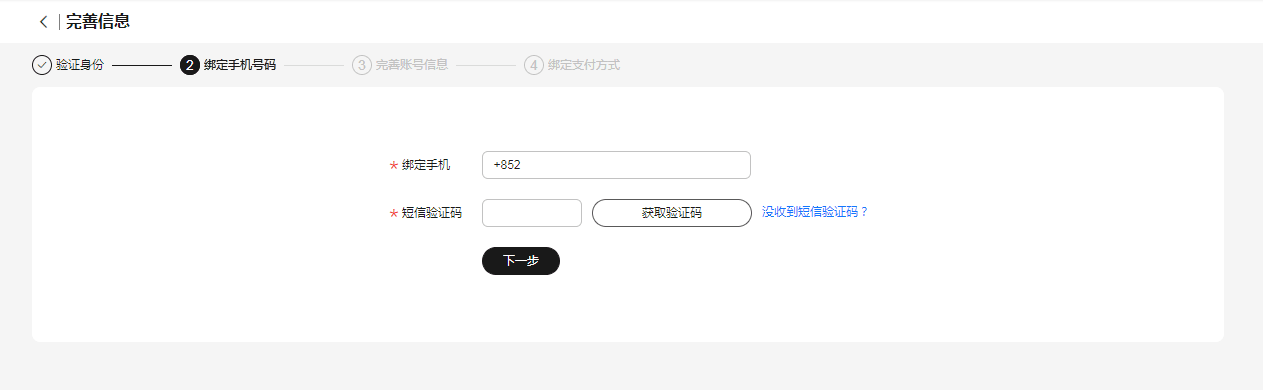 完善信息
验证身份 2 绑定手机号码 3 完善账号信息 4 绑定支付方式
* 绑定手机 +852
* 短信验证码 获取验证码 没收到短信验证码？
下一步